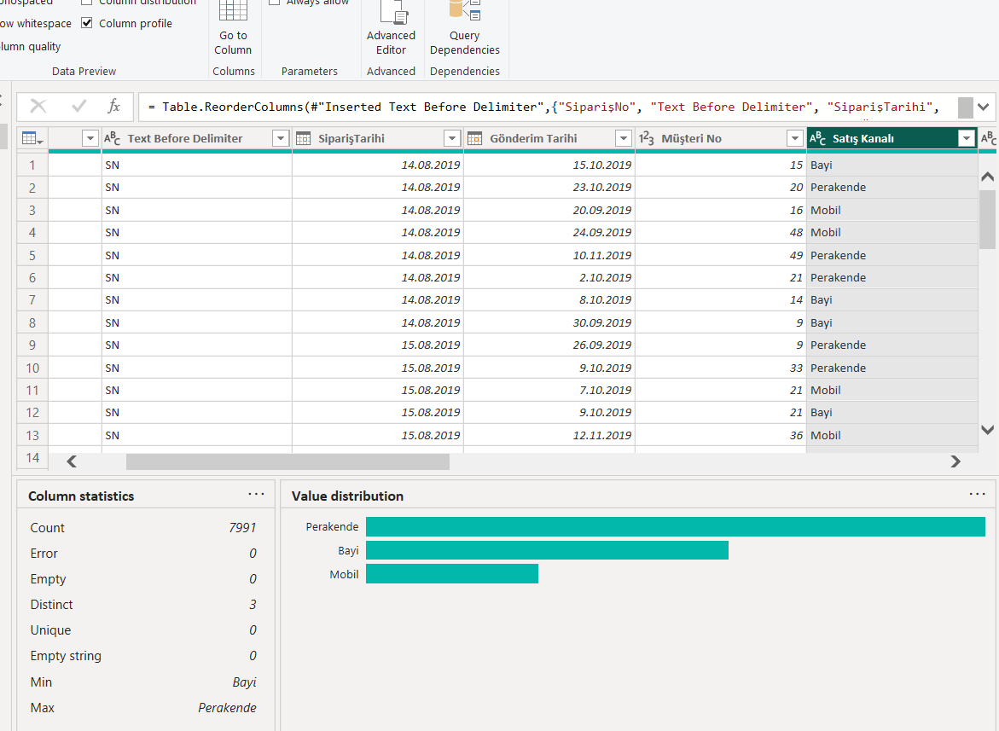 Column distribution
Always allow
Column profile
Go to
Column
Advanced
Editor
Query
Dependencies
Data Preview
Columns
Parameters
Advanced
Dependencies
fx
= Table.ReorderColumns(#"Inserted Text Before Delimiter",{"SiparişNo", "Text Before Delimiter", "SiparişTarihi",
ABC Text Before Delimiter SiparişTarihi Gönderim Tarihi 123 Müşteri No ABC Satış Kanalı ABC
1 SN 14.08.2019 15.10.2019 15 Bayi
2 SN 14.08.2019 23.10.2019 20 Perakende
3 SN 14.08.2019 20.09.2019 16 Mobil
4 SN 14.08.2019 24.09.2019 48 Mobil
5 SN 14.08.2019 10.11.2019 49 Perakende
6 SN 14.08.2019 2.10.2019 21 Perakende
7 SN 14.08.2019 8.10.2019 14 Bayi
8 SN 14.08.2019 30.09.2019 9 Bayi
9 SN 15.08.2019 26.09.2019 9 Perakende
10 SN 15.08.2019 9.10.2019 33 Perakende
11 SN 15.08.2019 7.10.2019 21 Mobil
12 SN 15.08.2019 9.10.2019 21 Bayi
13 SN 15.08.2019 12.11.2019 36 Mobil
14
Column statistics
Count 7991
Error 0
Empty 0
Distinct 3
Unique 0
Empty string 0
Min Bayi
Max Perakende
Value distribution
Perakende
Bayi
Mobil